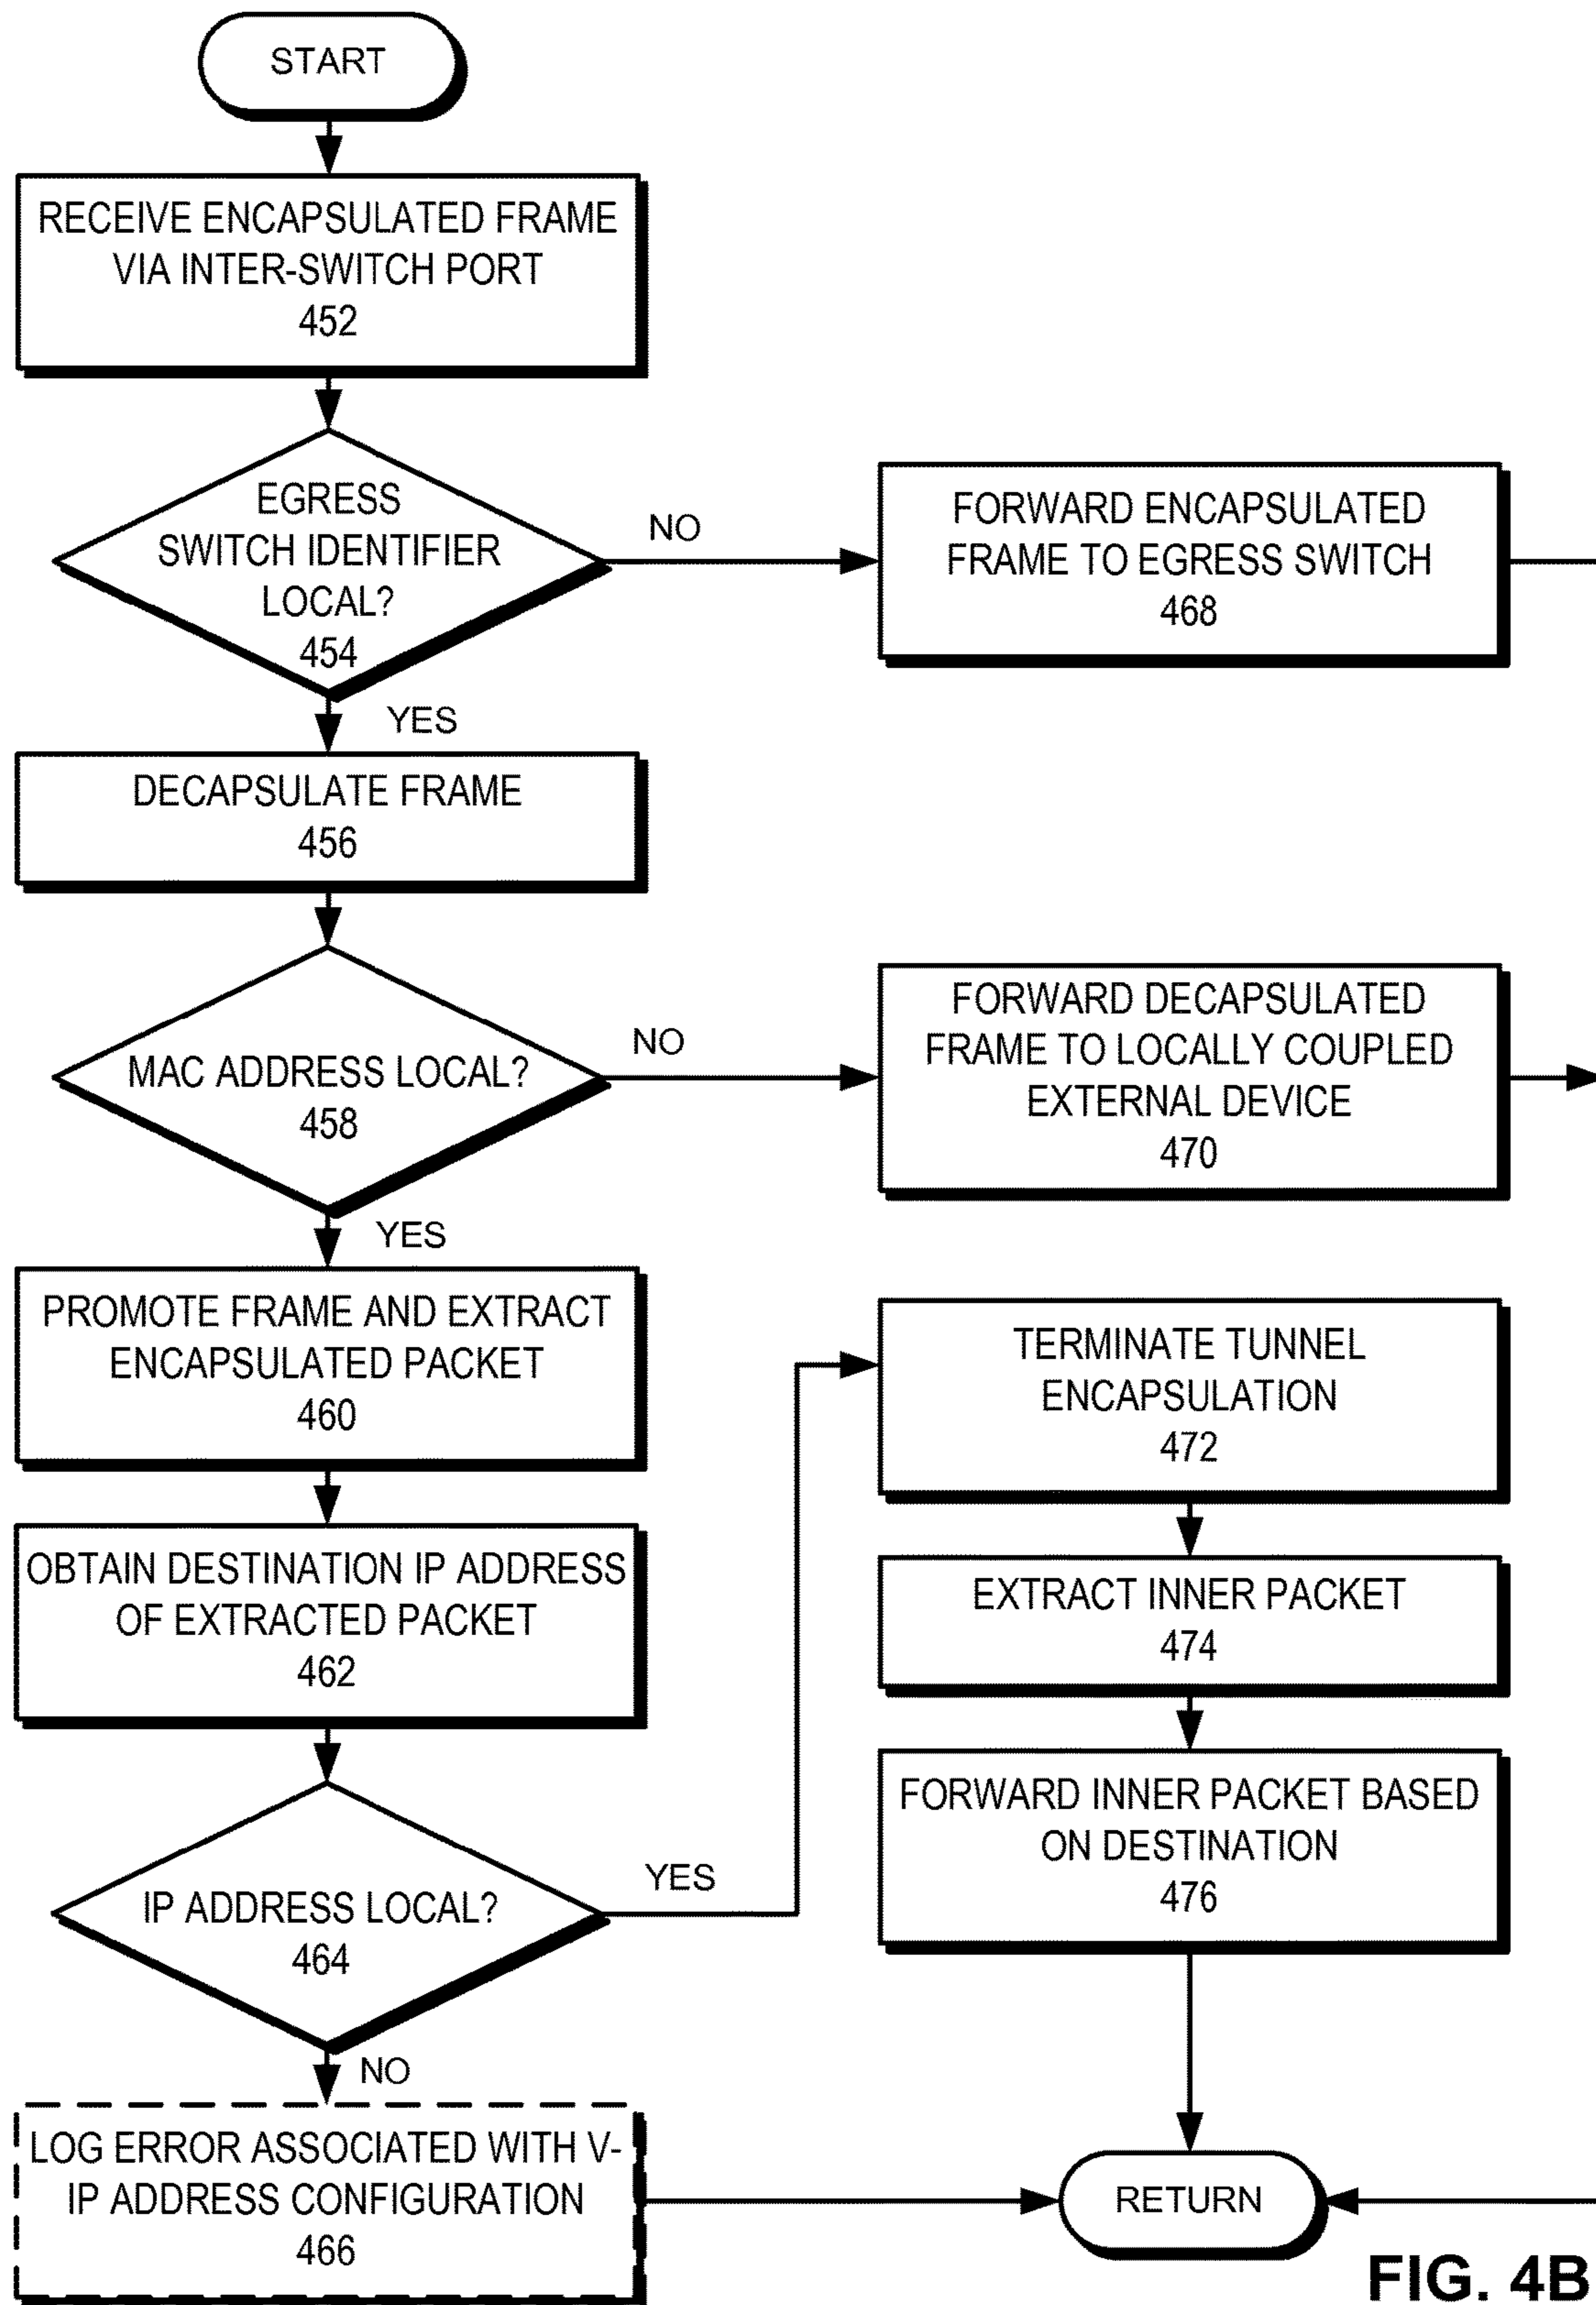 START
RECEIVE ENCAPSULATED FRAME
VIA INTER-SWITCH PORT
452
EGRESS
SWITCH IDENTIFIER
LOCAL?
454
NO
FORWARD ENCAPSULATED
FRAME TO EGRESS SWITCH
468
YES
DECAPSULATE FRAME
456
MAC ADDRESS LOCAL?
458
NO
FORWARD DECAPSULATED
FRAME TO LOCALLY COUPLED
EXTERNAL DEVICE
470
YES
PROMOTE FRAME AND EXTRACT
ENCAPSULATED PACKET
460
OBTAIN DESTINATION IP ADDRESS
OF EXTRACTED PACKET
462
IP ADDRESS LOCAL?
464
YES
TERMINATE TUNNEL
ENCAPSULATION
472
EXTRACT INNER PACKET
474
FORWARD INNER PACKET BASED
ON DESTINATION
476
NO
LOG ERROR ASSOCIATED WITH V-
IP ADDRESS CONFIGURATION
466
RETURN
FIG. 4B